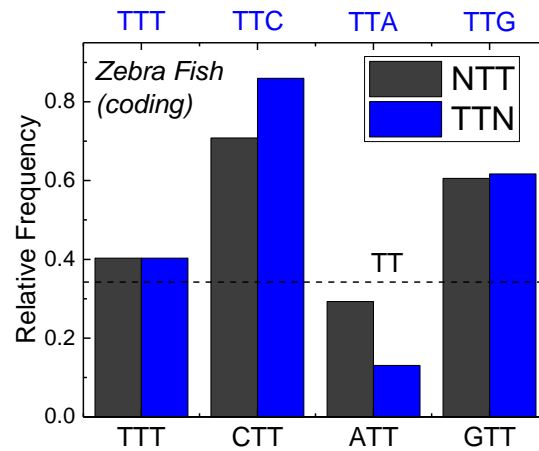 TTT TTC TTA TTG
Zebra Fish
(coding)
NTT
TTN
Relative Frequency
0.8
0.6
0.4
0.2
0.0
TT
TTT CTT ATT GTT